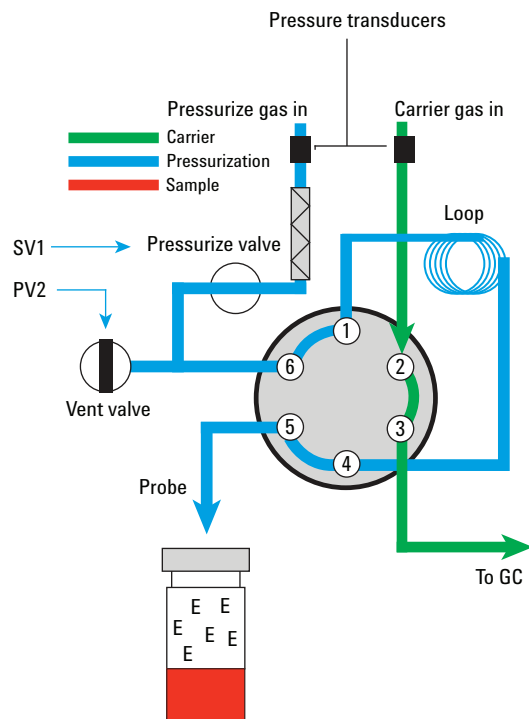 Pressure transducers
Pressurize gas in
Carrier gas in
Carrier
Pressurization
Sample
Loop
SV1
Pressurize valve
PV2
1
6
2
Vent valve
5
3
4
Probe
To GC
E
E
E
E
E
E
E